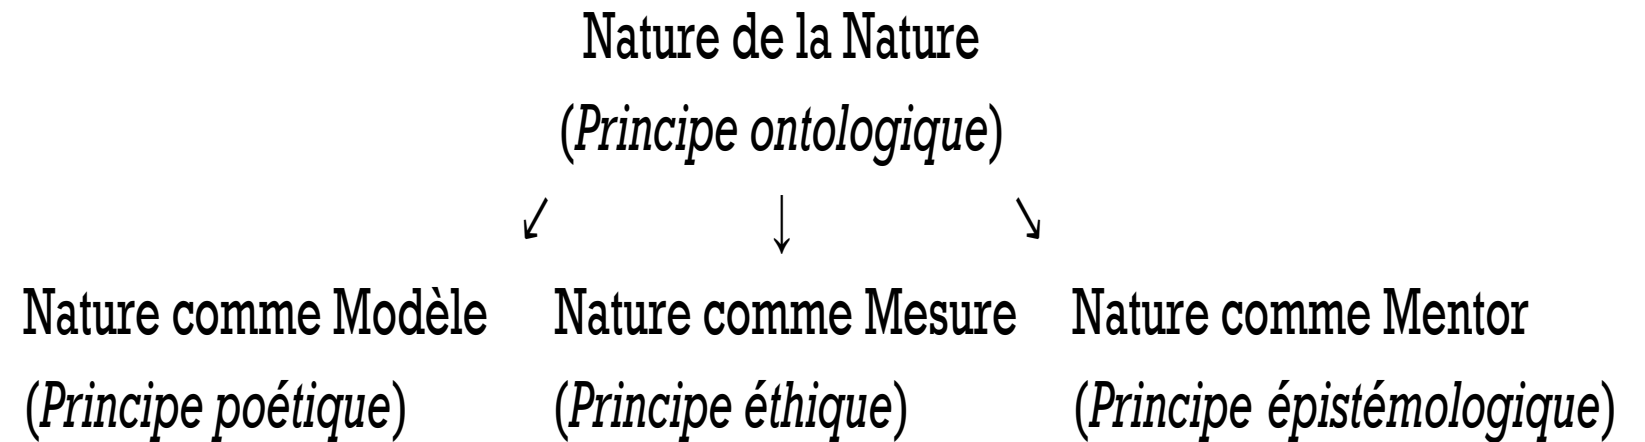 Nature de la Nature
(Principe ontologique)
↙ ↓ ↘
Nature comme Modèle Nature comme Mesure Nature comme Mentor
(Principe poétique) (Principe éthique) (Principe épistémologique)